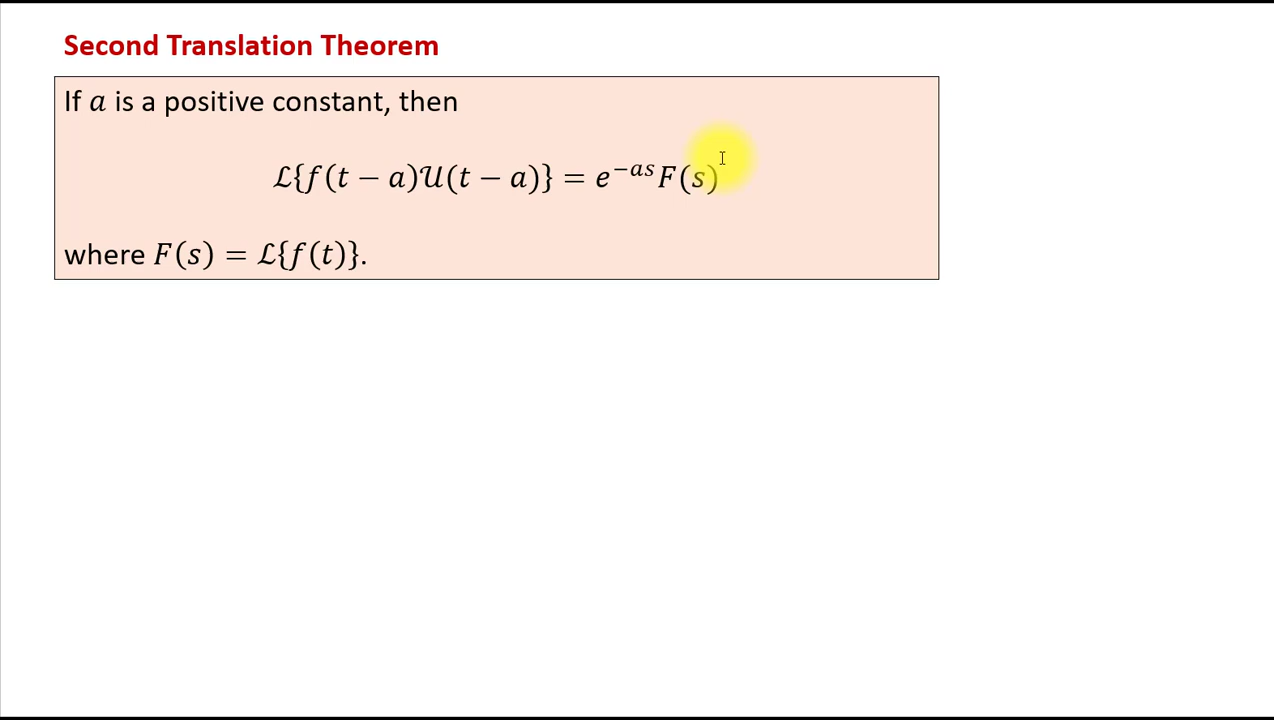 Second Translation Theorem
If 𝑎 is a positive constant, then
ℒ{𝑓(𝑡 − 𝑎)𝒰(𝑡 − 𝑎)} = 𝑒^{−𝑎𝑠}𝐹(𝑠)
where 𝐹(𝑠) = ℒ{𝑓(𝑡)}.